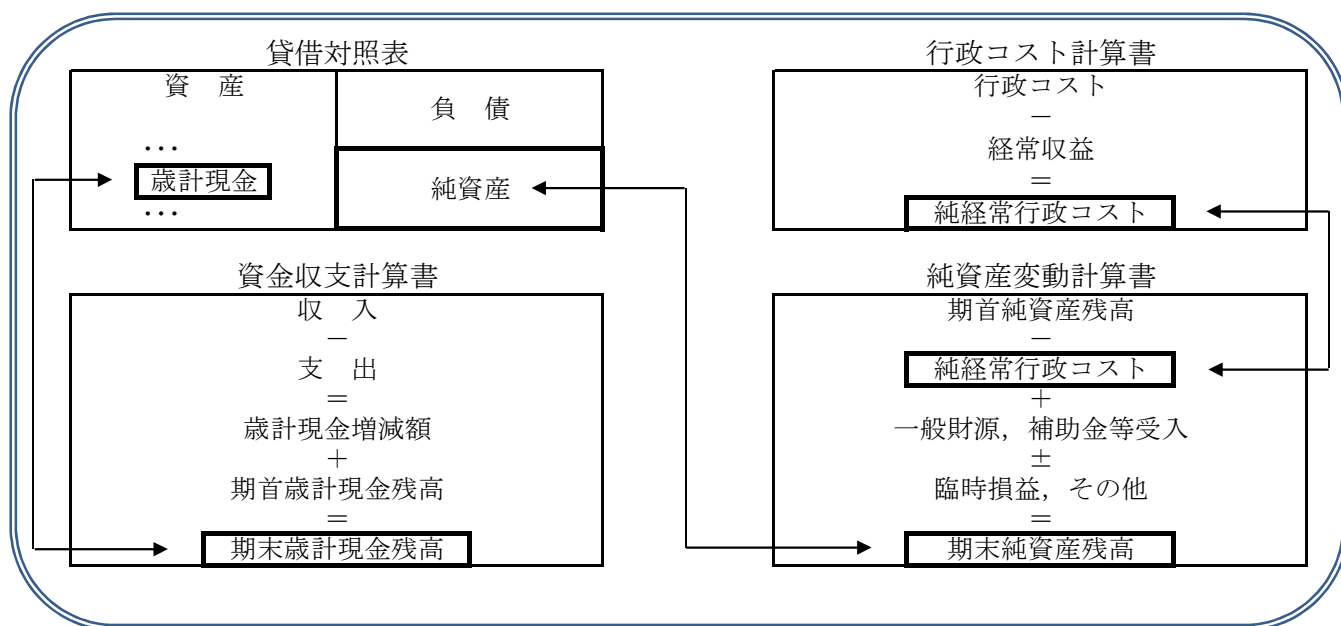 貸借対照表
資 産
負 債
・・・
歳計現金
・・・
純資産
行政コスト計算書
行政コスト
－
経常収益
＝
純経常行政コスト
資金収支計算書
収 入
－
支 出
＝
歳計現金増減額
＋
期首歳計現金残高
＝
期末歳計現金残高
純資産変動計算書
期首純資産残高
－
純経常行政コスト
＋
一般財源，補助金等受入
±
臨時損益，その他
＝
期末純資産残高